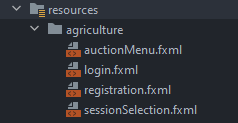 resources
agriculture
auctionMenu.fxml
login.fxml
registration.fxml
sessionSelection.fxml